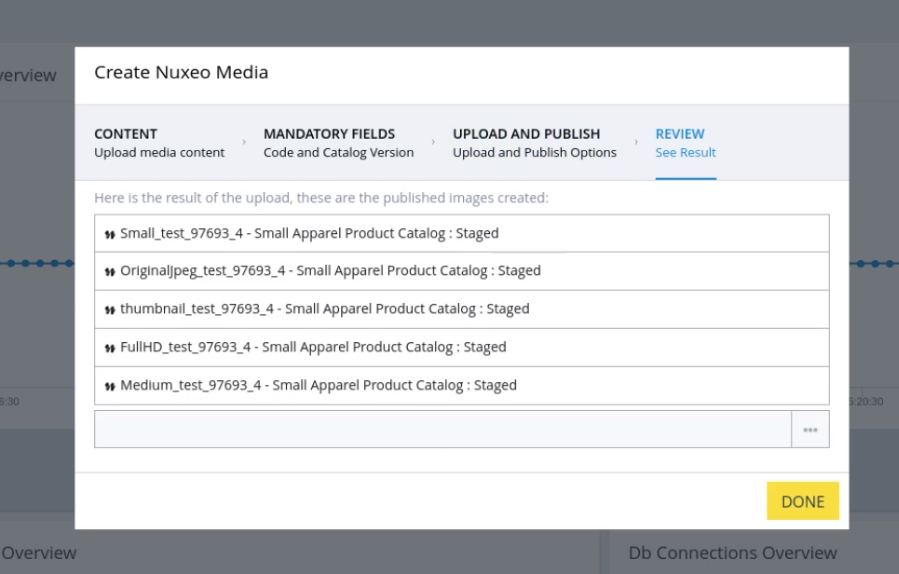 verview
Create Nuxeo Media
CONTENT
Upload media content
MANDATORY FIELDS
Code and Catalog Version
UPLOAD AND PUBLISH
Upload and Publish Options
REVIEW
See Result
Here is the result of the upload, these are the published images created:
Small_test_97693_4 - Small Apparel Product Catalog : Staged
OriginalJpeg_test_97693_4 - Small Apparel Product Catalog : Staged
thumbnail_test_97693_4 - Small Apparel Product Catalog : Staged
FullHD_test_97693_4 - Small Apparel Product Catalog : Staged
Medium_test_97693_4 - Small Apparel Product Catalog : Staged
6:30
5:20:30
...
DONE
Overview
Db Connections Overview